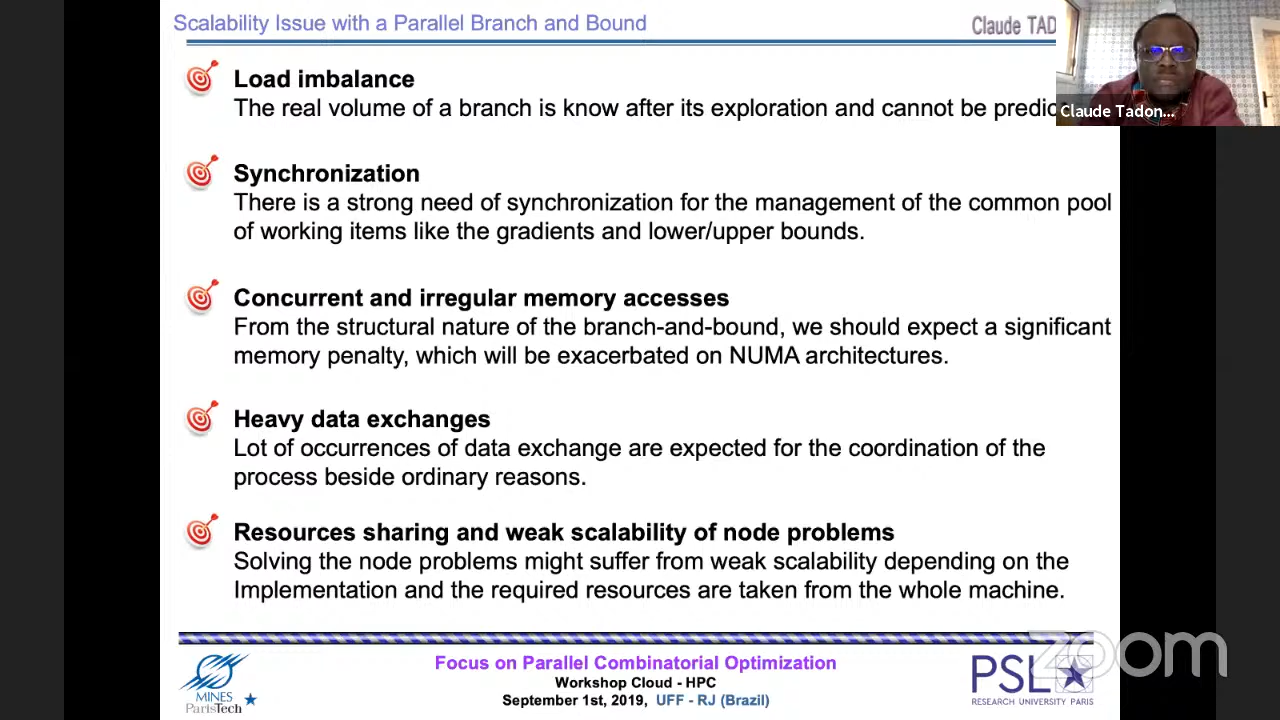 Scalability Issue with a Parallel Branch and Bound
Claude TAD
Claude Tadon...
Load imbalance
The real volume of a branch is know after its exploration and cannot be predic
Synchronization
There is a strong need of synchronization for the management of the common pool
of working items like the gradients and lower/upper bounds.
Concurrent and irregular memory accesses
From the structural nature of the branch-and-bound, we should expect a significant
memory penalty, which will be exacerbated on NUMA architectures.
Heavy data exchanges
Lot of occurrences of data exchange are expected for the coordination of the
process beside ordinary reasons.
Resources sharing and weak scalability of node problems
Solving the node problems might suffer from weak scalability depending on the
Implementation and the required resources are taken from the whole machine.
MINES
ParisTech
Focus on Parallel Combinatorial Optimization
Workshop Cloud - HPC
September 1st, 2019, UFF - RJ (Brazil)
PSL
RESEARCH UNIVERSITY PARIS
zoom